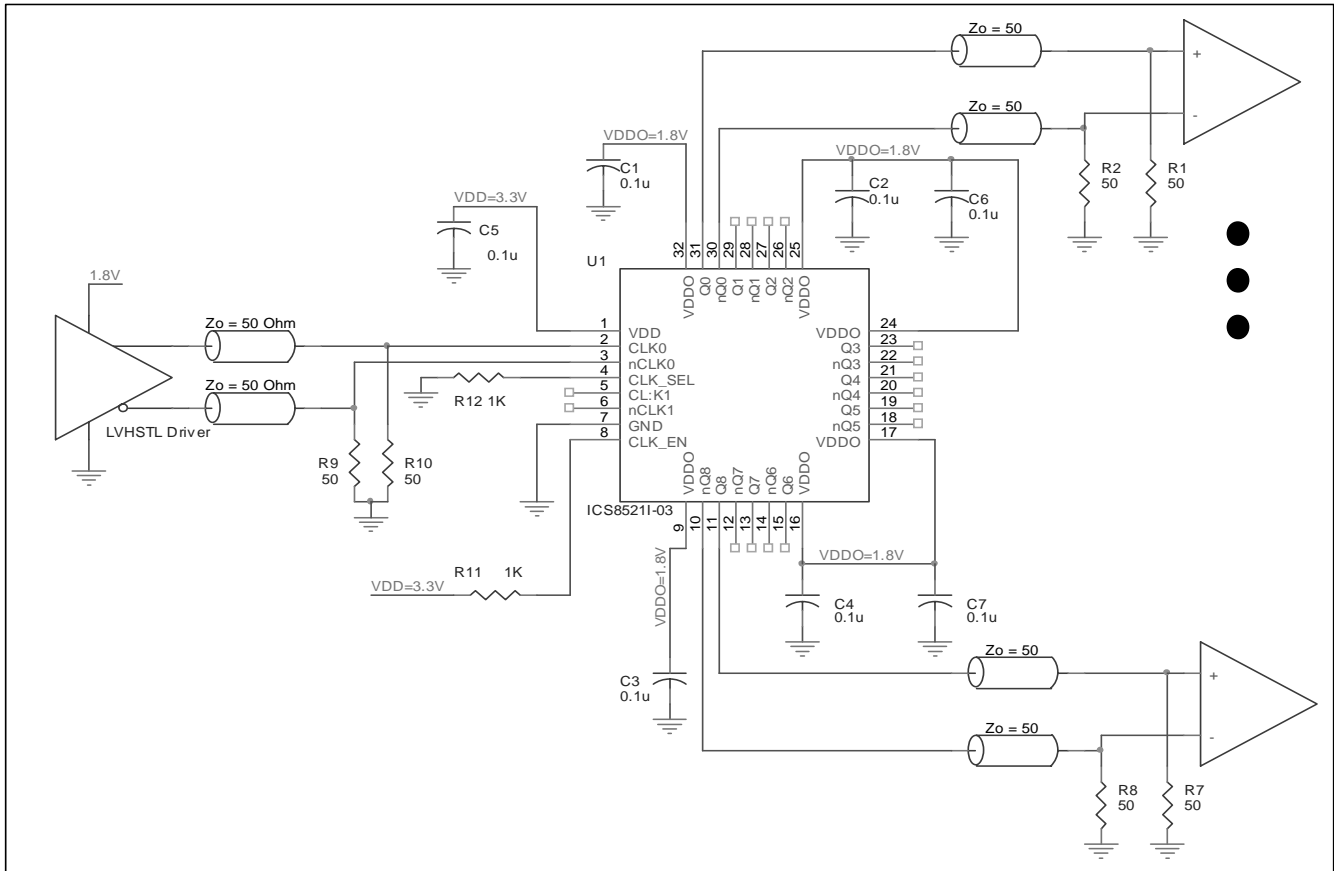 Zo = 50
+
Zo = 50
-
VDDO=1.8V
VDDO=1.8V
C1
0.1u
R2
50
R1
50
C2
0.1u
C6
0.1u
VDD=3.3V
C5
0.1u
32
31
30
29
28
27
26
25
U1
VDDO
Q0
nQ0
Q1
nQ1
Q2
nQ2
VDDO
1.8V
Zo = 50 Ohm
Zo = 50 Ohm
LVHSTL Driver
1 VDD
2 CLK0
3 nCLK0
4 CLK_SEL
5 CL:K1
6 nCLK1
7 GND
8 CLK_EN
VDDO 24
Q3 23
nQ3 22
Q4 21
nQ4 20
Q5 19
nQ5 18
VDDO 17
R12 1K
R9
50
R10
50
VDDO
nQ8
Q8
nQ7
Q7
nQ6
Q6
VDDO
ICS8521I-03
9
10
11
12
13
14
15
16
VDD=3.3V
R11 1K
VDDO=1.8V
VDDO=1.8V
C4
0.1u
C7
0.1u
C3
0.1u
Zo = 50
+
Zo = 50
-
R8
50
R7
50